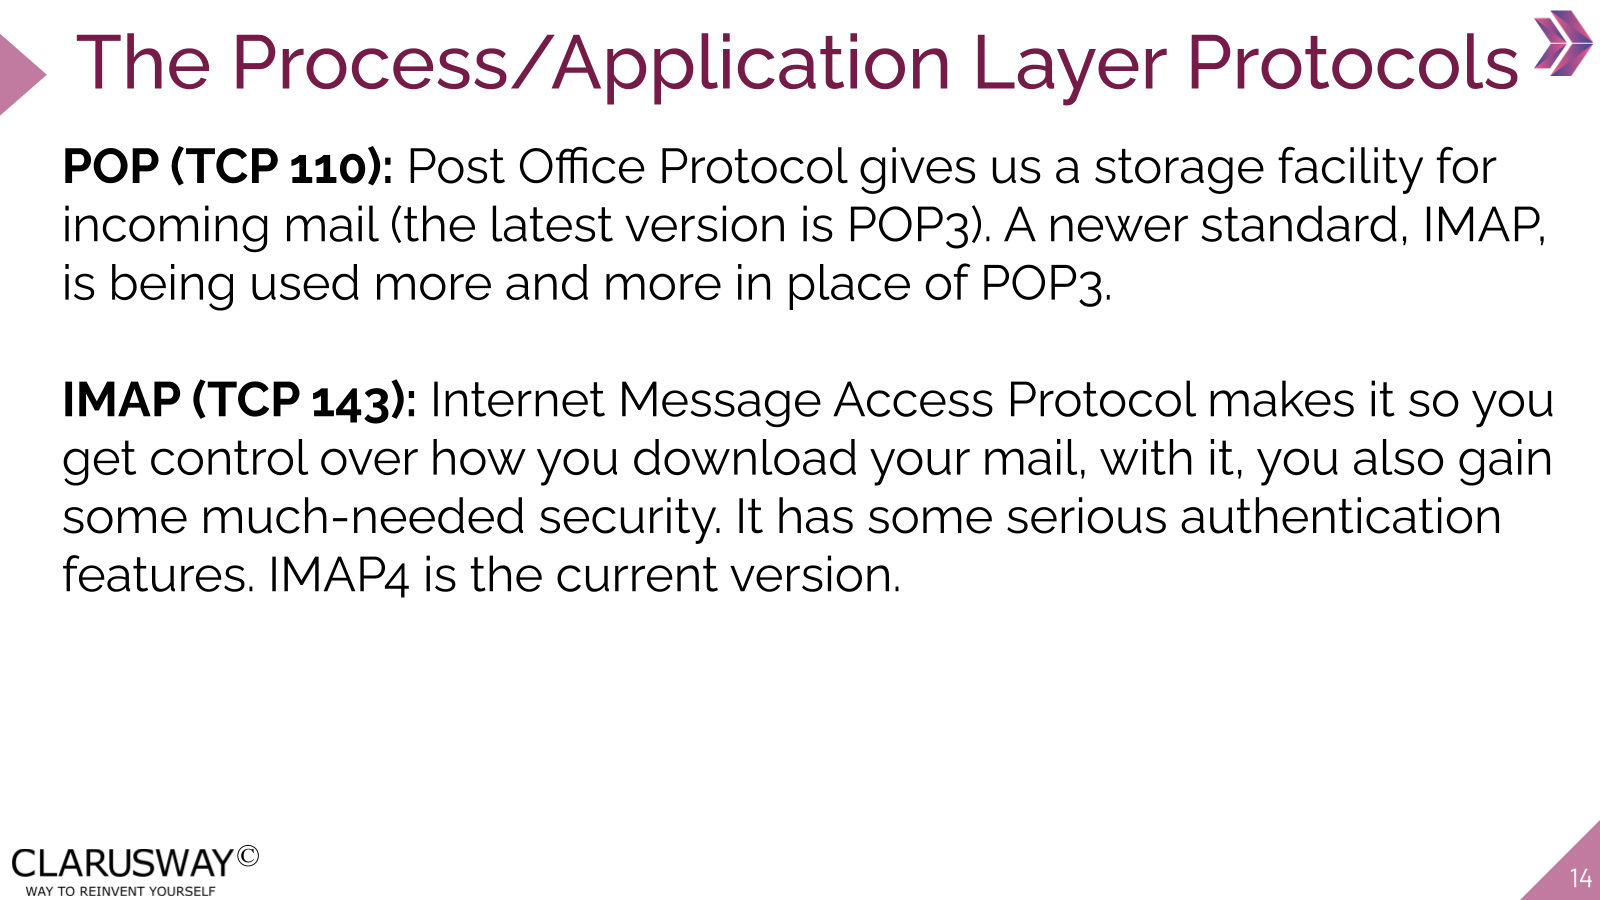 The Process/Application Layer Protocols
POP (TCP 110): Post Office Protocol gives us a storage facility for
incoming mail (the latest version is POP3). A newer standard, IMAP,
is being used more and more in place of POP3.
IMAP (TCP 143): Internet Message Access Protocol makes it so you
get control over how you download your mail, with it, you also gain
some much-needed security. It has some serious authentication
features. IMAP4 is the current version.
CLARUSWAY©
WAY TO REINVENT YOURSELF
14